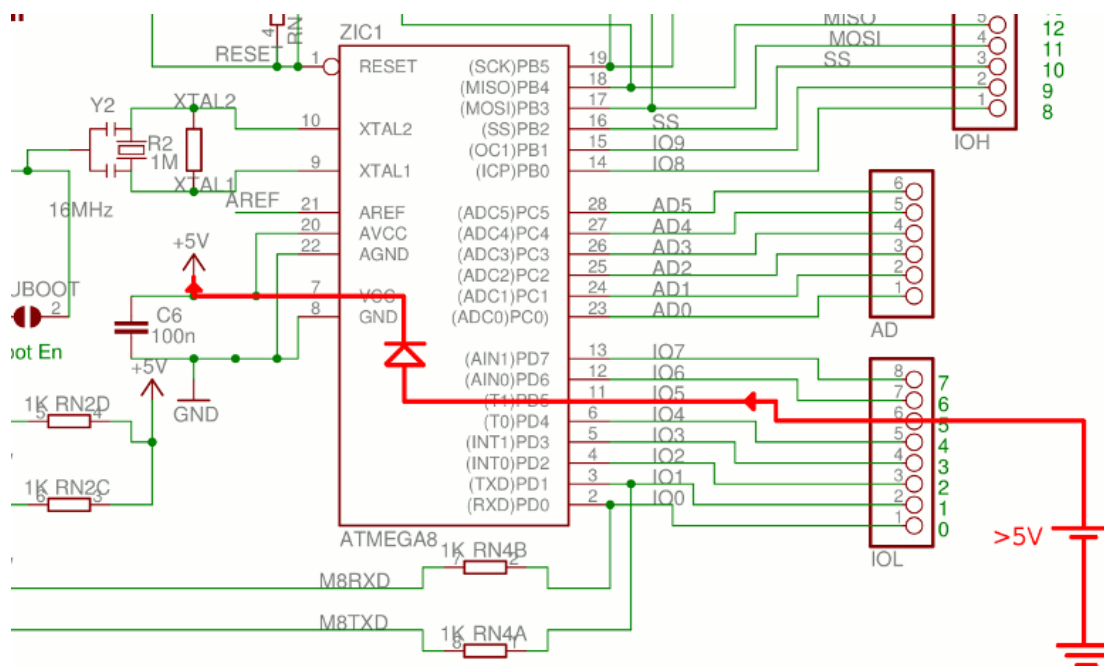 ZIC1
RN
4
RESET
1
RESET
(SCK)PB5
19
(MISO)PB4
18
(MOSI)PB3
17
(SS)PB2
16
SS
(OC1)PB1
15
IO9
(ICP)PB0
14
IO8
MISO
MOSI
SS
5
4
3
2
1
12
11
10
9
8
IOH
Y2
XTAL2
10
XTAL2
R2
1M
9
XTAL1
XTAL1
16MHz
AREF
21
AREF
20
AVCC
22
AGND
+5V
7
VCC
8
GND
C6
100n
UBOOT
2
oot En
+5V
GND
(ADC5)PC5
28
AD5
(ADC4)PC4
27
AD4
(ADC3)PC3
26
AD3
(ADC2)PC2
25
AD2
(ADC1)PC1
24
AD1
(ADC0)PC0)
23
AD0
6
5
4
3
2
1
AD
(AIN1)PD7
13
IO7
(AIN0)PD6
12
IO6
(T1)PD5
11
IO5
(T0)PD4
6
IO4
(INT1)PD3
5
IO3
(INT0)PD2
4
IO2
(TXD)PD1
3
IO1
(RXD)PD0
2
IO0
8
7
6
5
4
3
2
1
7
6
5
4
3
2
1
0
IOL
>5V
1K RN2D
5
4
1K RN2C
6
3
ATMEGA8
1K RN4B
7
2
M8RXD
M8TXD
1K RN4A
8
1